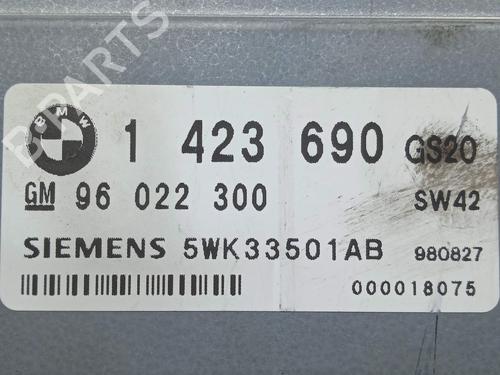 B-PARTS
BMW
1 423 690 GS20
GM 96 022 300 SW42
SIEMENS 5WK33501AB 980827
000018075